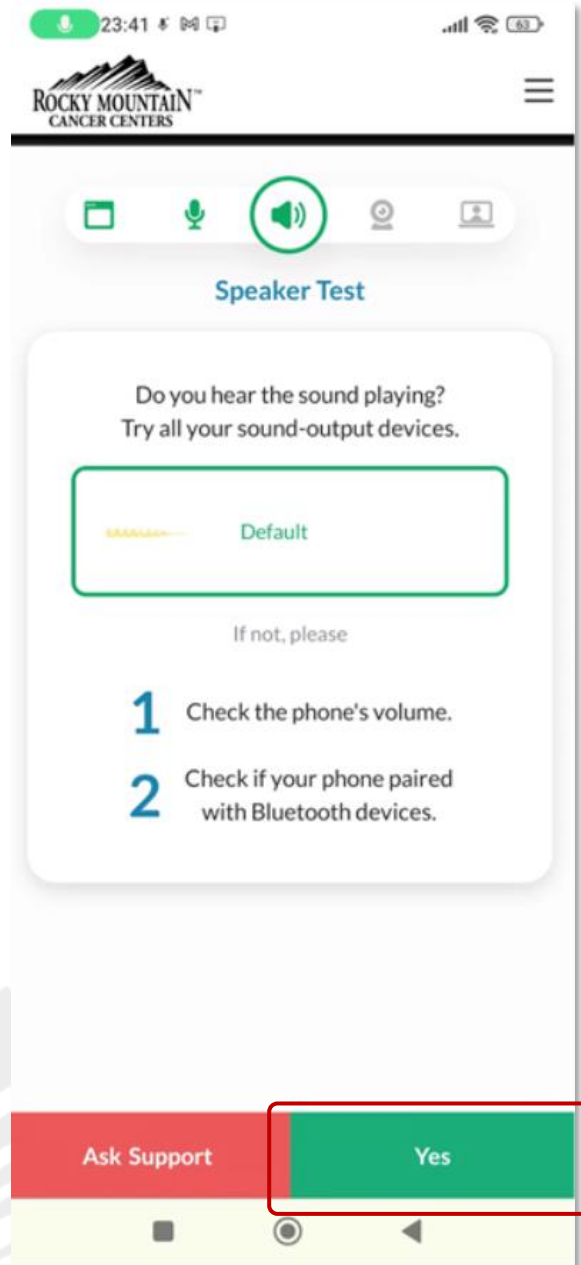 23:41
63
ROCKY MOUNTAIN™
CANCER CENTERS
Speaker Test
Do you hear the sound playing?
Try all your sound-output devices.
Default
If not, please
1 Check the phone's volume.
2 Check if your phone paired
with Bluetooth devices.
Ask Support Yes